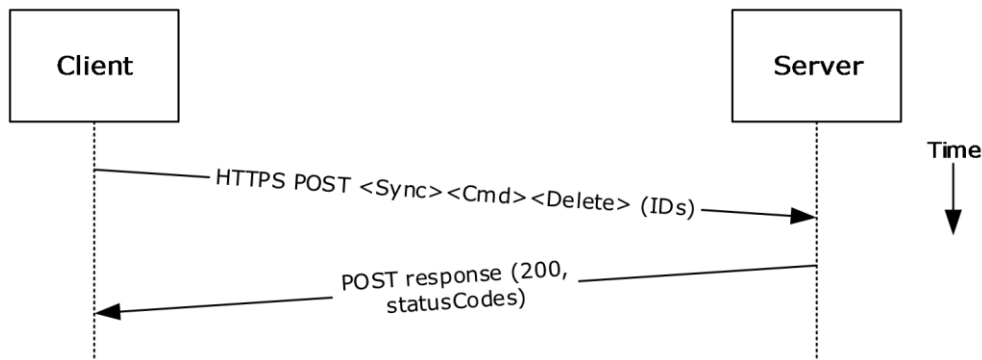 Client
Server
Time
HTTPS POST <Sync><Cmd><Delete> (IDs)
POST response (200,
statusCodes)